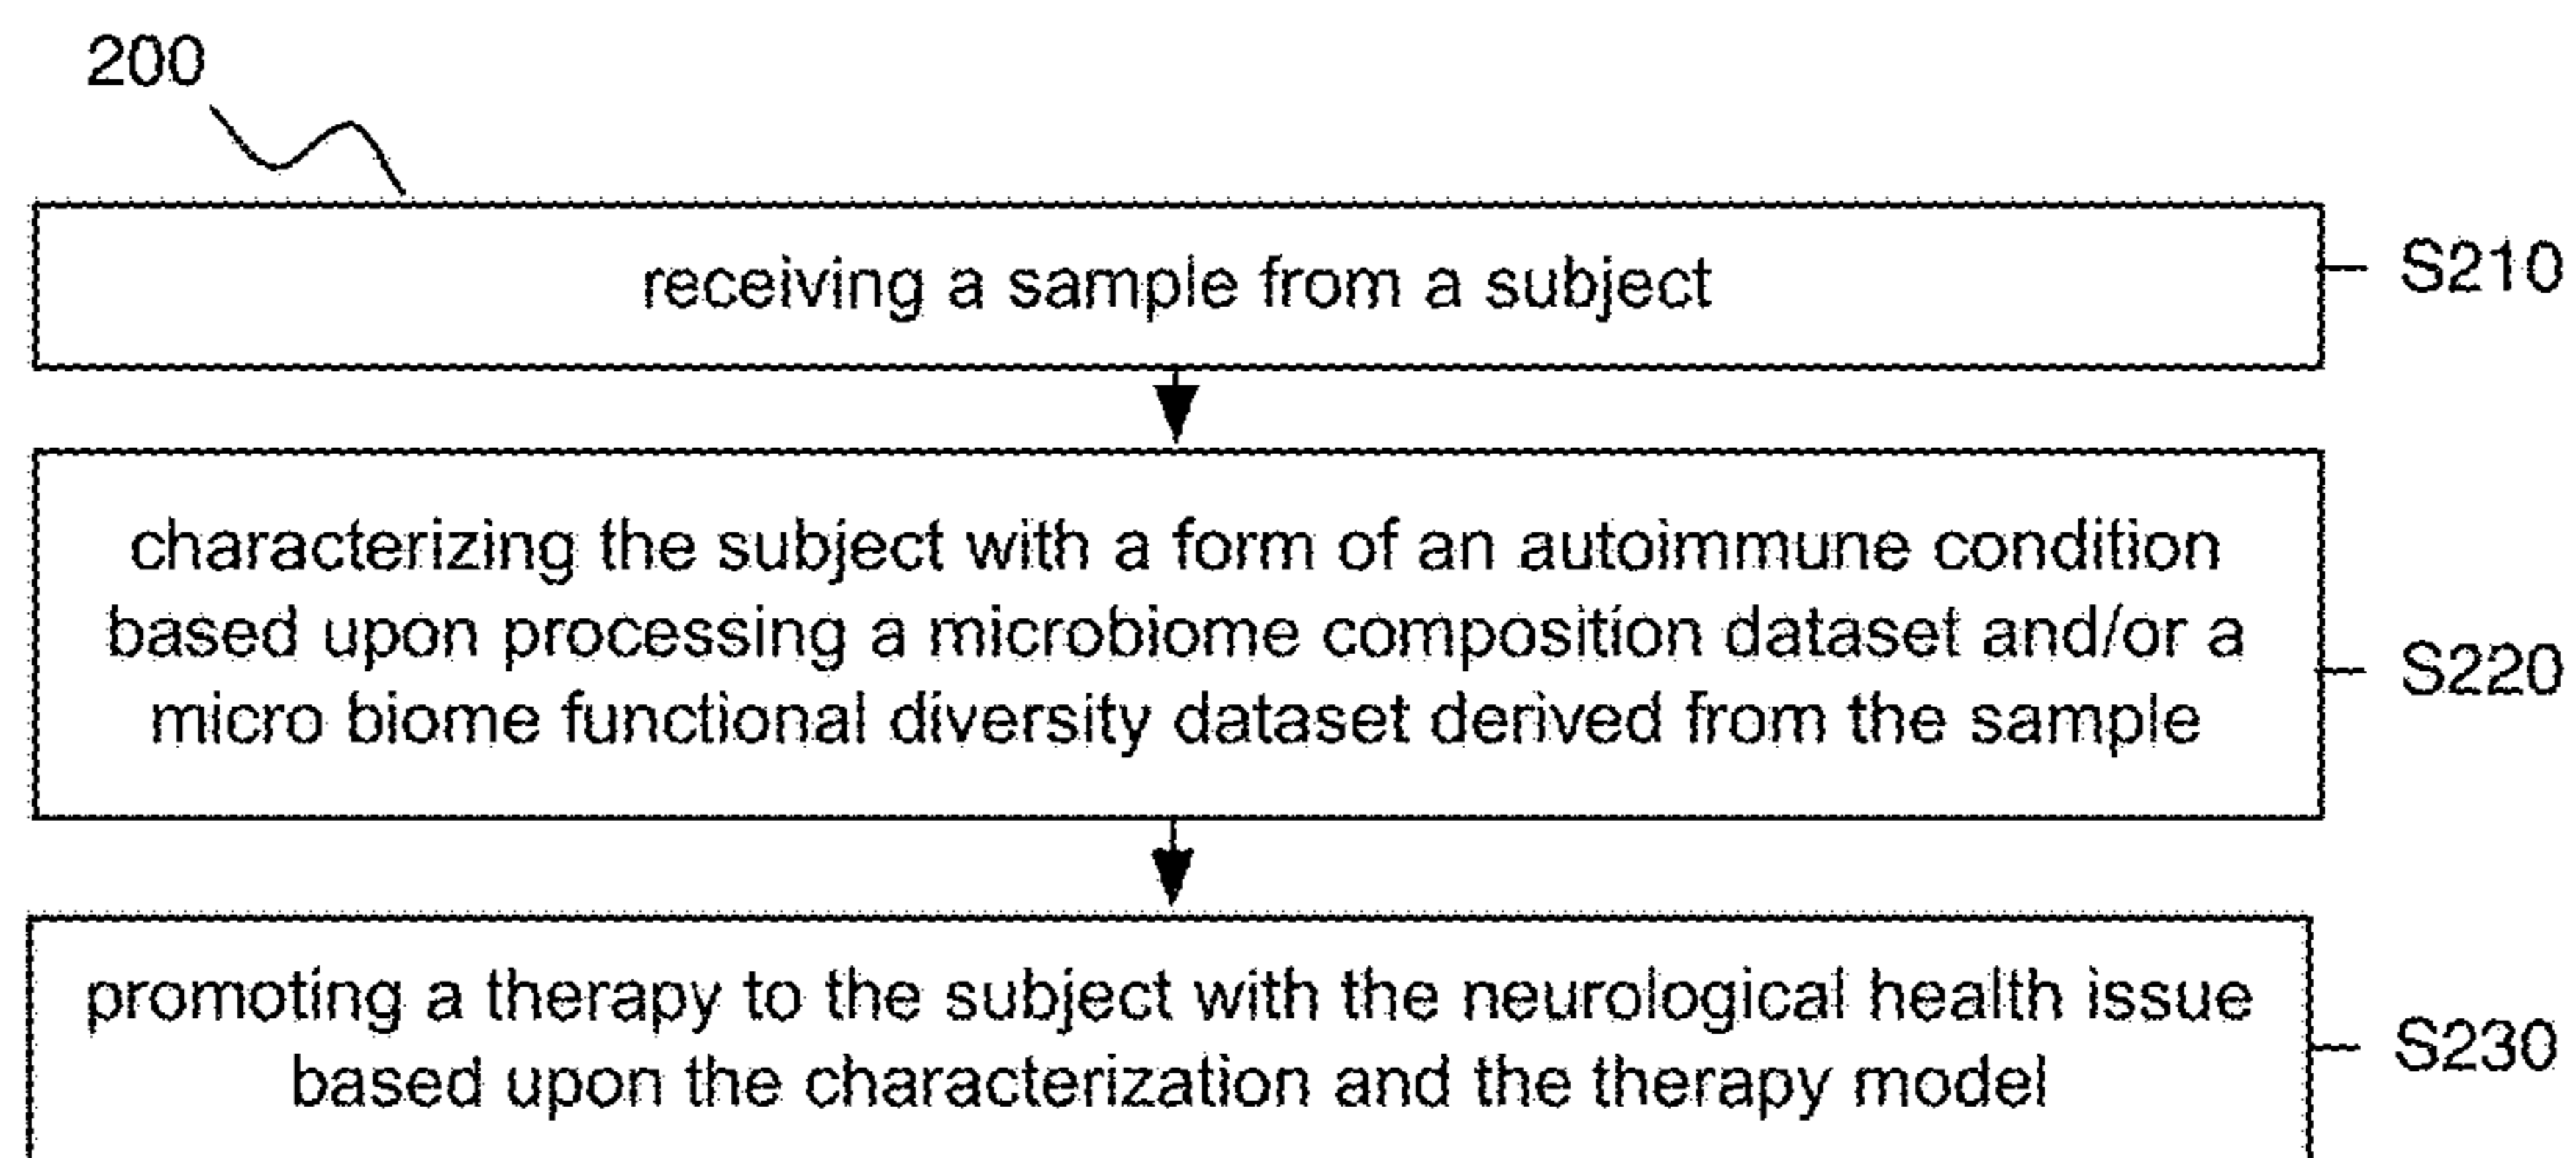 200
receiving a sample from a subject
S210
characterizing the subject with a form of an autoimmune condition
based upon processing a microbiome composition dataset and/or a
micro biome functional diversity dataset derived from the sample
S220
promoting a therapy to the subject with the neurological health issue
based upon the characterization and the therapy model
S230